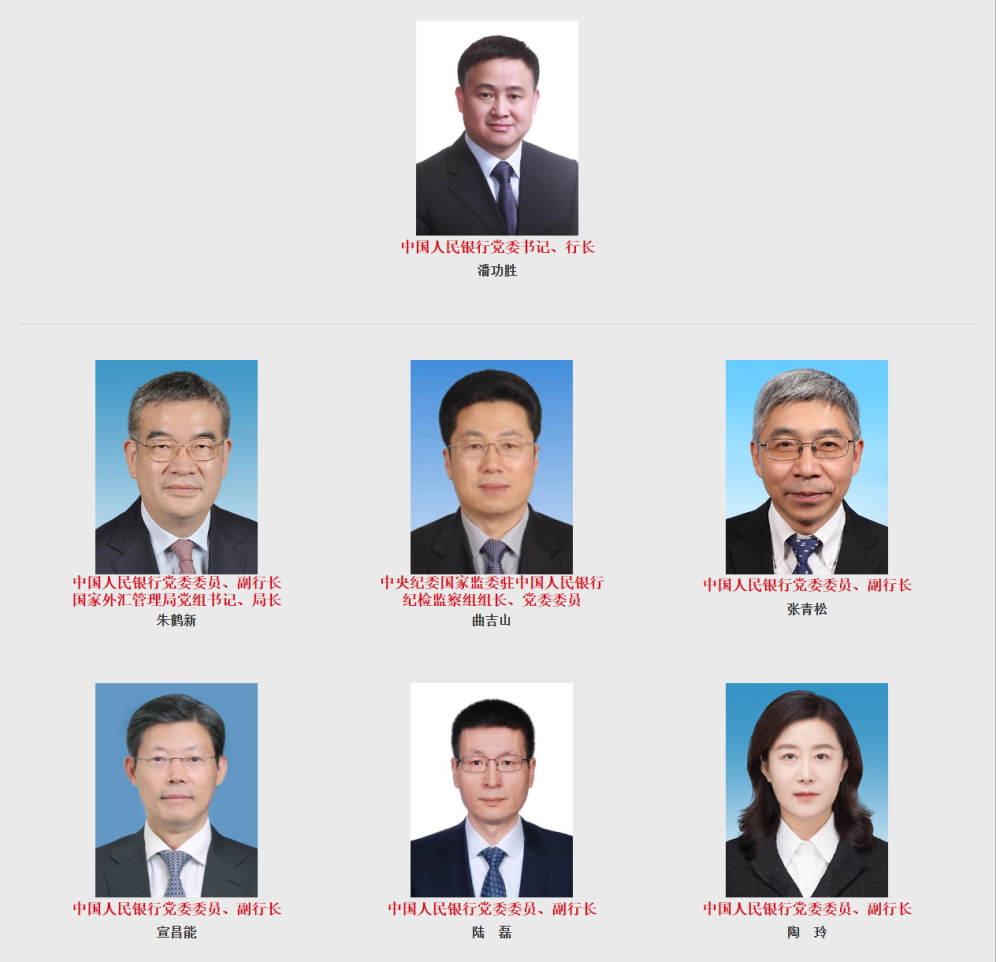 中国人民银行党委书记、行长
潘功胜
中国人民银行党委委员、副行长
国家外汇管理局党组书记、局长
朱鹤新
中央纪委国家监委驻中国人民银行
纪检监察组组长、党委委员
曲吉山
中国人民银行党委委员、副行长
张青松
中国人民银行党委委员、副行长
宣昌能
中国人民银行党委委员、副行长
陆　磊
中国人民银行党委委员、副行长
陶　玲